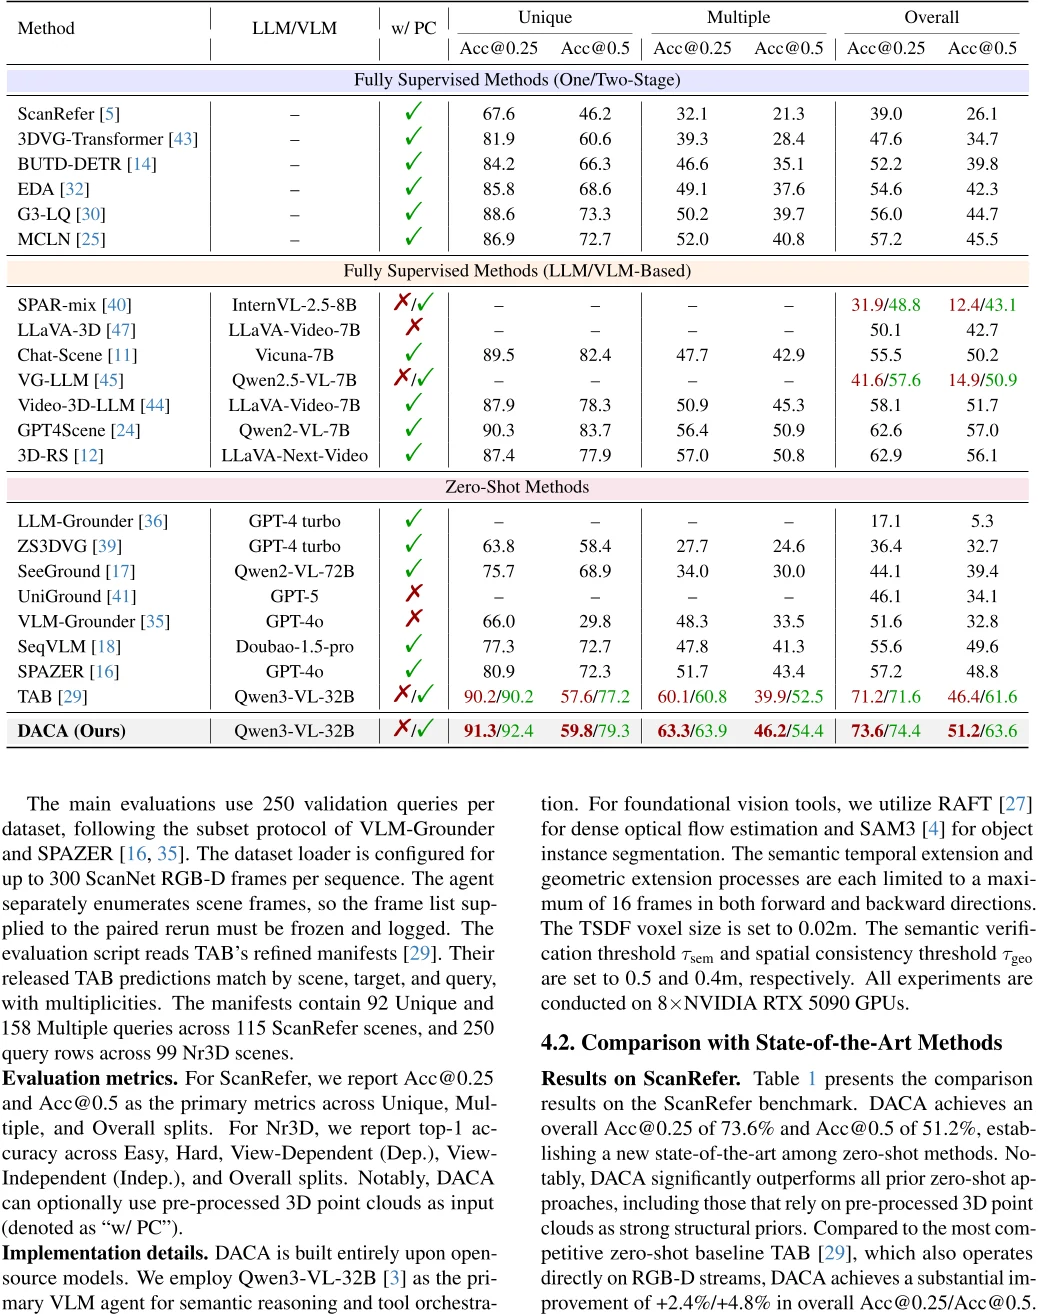 Method LLM/VLM w/ PC Unique Multiple Overall
Acc@0.25 Acc@0.5 Acc@0.25 Acc@0.5 Acc@0.25 Acc@0.5
Fully Supervised Methods (One/Two-Stage)
ScanRefer [5] – ✓ 67.6 46.2 32.1 21.3 39.0 26.1
3DVG-Transformer [43] – ✓ 81.9 60.6 39.3 28.4 47.6 34.7
BUTD-DETR [14] – ✓ 84.2 66.3 46.6 35.1 52.2 39.8
EDA [32] – ✓ 85.8 68.6 49.1 37.6 54.6 42.3
G3-LQ [30] – ✓ 88.6 73.3 50.2 39.7 56.0 44.7
MCLN [25] – ✓ 86.9 72.7 52.0 40.8 57.2 45.5
Fully Supervised Methods (LLM/VLM-Based)
SPAR-mix [40] InternVL-2.5-8B ✗/✓ – – – – 31.9/48.8 12.4/43.1
LLaVA-3D [47] LLaVA-Video-7B ✗ – – – – 50.1 42.7
Chat-Scene [11] Vicuna-7B ✓ 89.5 82.4 47.7 42.9 55.5 50.2
VG-LLM [45] Qwen2.5-VL-7B ✗/✓ – – – – 41.6/57.6 14.9/50.9
Video-3D-LLM [44] LLaVA-Video-7B ✓ 87.9 78.3 50.9 45.3 58.1 51.7
GPT4Scene [24] Qwen2-VL-7B ✓ 90.3 83.7 56.4 50.9 62.6 57.0
3D-RS [12] LLaVA-Next-Video ✓ 87.4 77.9 57.0 50.8 62.9 56.1
Zero-Shot Methods
LLM-Grounder [36] GPT-4 turbo ✓ – – – – 17.1 5.3
ZS3DVG [39] GPT-4 turbo ✓ 63.8 58.4 27.7 24.6 36.4 32.7
SeeGround [17] Qwen2-VL-72B ✓ 75.7 68.9 34.0 30.0 44.1 39.4
UniGround [41] GPT-5 ✗ – – – – 46.1 34.1
VLM-Grounder [35] GPT-4o ✗ 66.0 29.8 48.3 33.5 51.6 32.8
SeqVLM [18] Doubao-1.5-pro ✓ 77.3 72.7 47.8 41.3 55.6 49.6
SPAZER [16] GPT-4o ✓ 80.9 72.3 51.7 43.4 57.2 48.8
TAB [29] Qwen3-VL-32B ✗/✓ 90.2/90.2 57.6/77.2 60.1/60.8 39.9/52.5 71.2/71.6 46.4/61.6
DACA (Ours) Qwen3-VL-32B ✗/✓ 91.3/92.4 59.8/79.3 63.3/63.9 46.2/54.4 73.6/74.4 51.2/63.6
The main evaluations use 250 validation queries per
dataset, following the subset protocol of VLM-Grounder
and SPAZER [16, 35]. The dataset loader is configured for
up to 300 ScanNet RGB-D frames per sequence. The agent
separately enumerates scene frames, so the frame list sup-
plied to the paired rerun must be frozen and logged. The
evaluation script reads TAB's refined manifests [29]. Their
released TAB predictions match by scene, target, and query,
with multiplicities. The manifests contain 92 Unique and
158 Multiple queries across 115 ScanRefer scenes, and 250
query rows across 99 Nr3D scenes.
Evaluation metrics. For ScanRefer, we report Acc@0.25
and Acc@0.5 as the primary metrics across Unique, Mul-
tiple, and Overall splits. For Nr3D, we report top-1 ac-
curacy across Easy, Hard, View-Dependent (Dep.), View-
Independent (Indep.), and Overall splits. Notably, DACA
can optionally use pre-processed 3D point clouds as input
(denoted as “w/ PC”).
Implementation details. DACA is built entirely upon open-
source models. We employ Qwen3-VL-32B [3] as the pri-
mary VLM agent for semantic reasoning and tool orchestra-
tion. For foundational vision tools, we utilize RAFT [27]
for dense optical flow estimation and SAM3 [4] for object
instance segmentation. The semantic temporal extension and
geometric extension processes are each limited to a maxi-
mum of 16 frames in both forward and backward directions.
The TSDF voxel size is set to 0.02m. The semantic verifi-
cation threshold τsem and spatial consistency threshold τgeo
are set to 0.5 and 0.4m, respectively. All experiments are
conducted on 8×NVIDIA RTX 5090 GPUs.
4.2. Comparison with State-of-the-Art Methods
Results on ScanRefer. Table 1 presents the comparison
results on the ScanRefer benchmark. DACA achieves an
overall Acc@0.25 of 73.6% and Acc@0.5 of 51.2%, estab-
lishing a new state-of-the-art among zero-shot methods. No-
tably, DACA significantly outperforms all prior zero-shot ap-
proaches, including those that rely on pre-processed 3D point
clouds as strong structural priors. Compared to the most com-
petitive zero-shot baseline TAB [29], which also operates
directly on RGB-D streams, DACA achieves a substantial im-
provement of +2.4%/+4.8% in overall Acc@0.25/Acc@0.5.